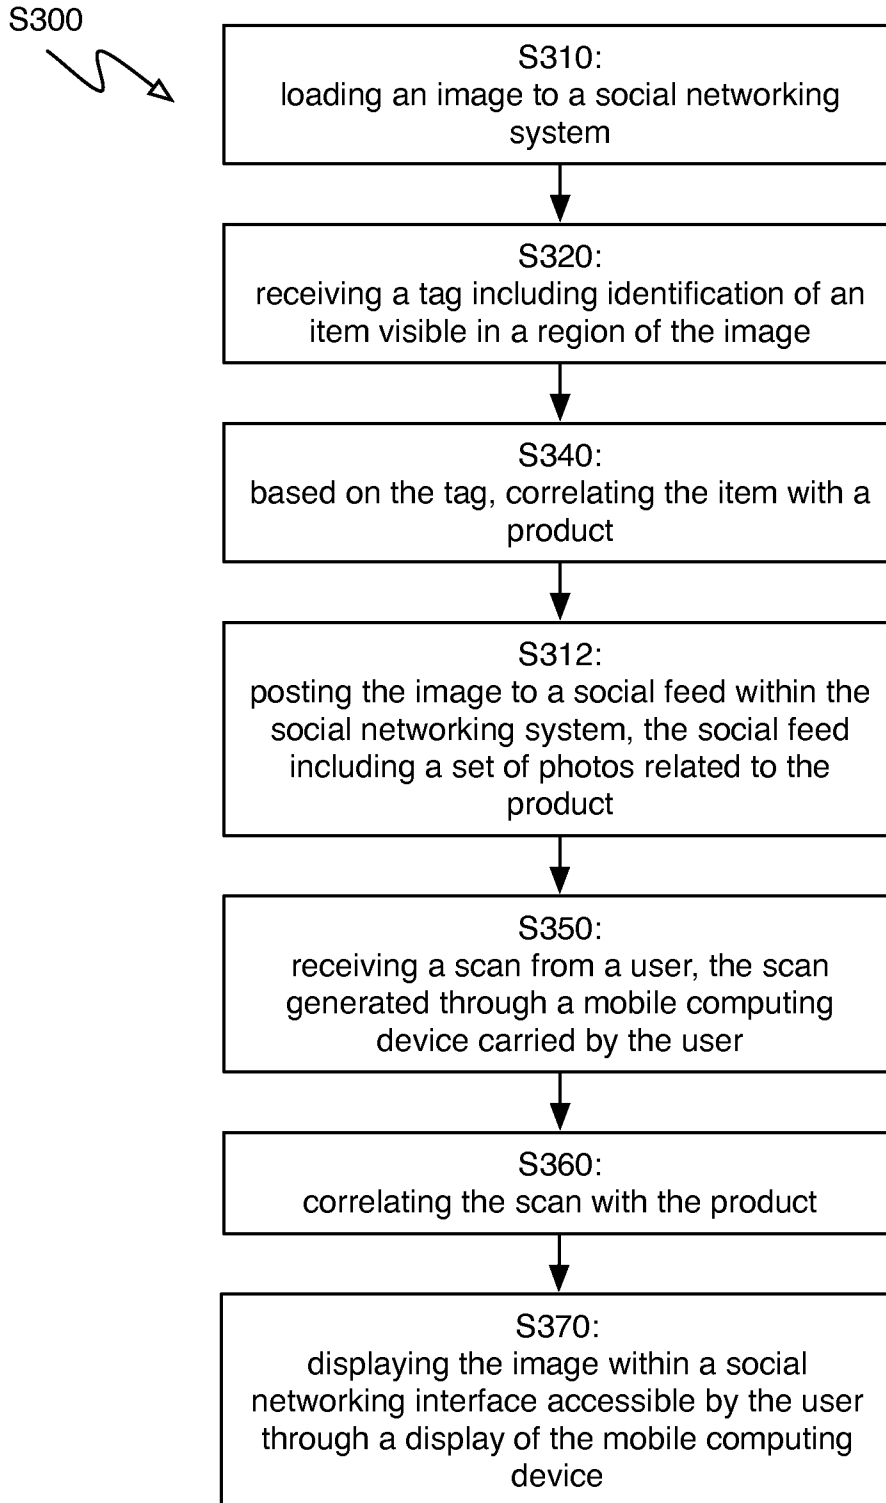 S300
S310:
loading an image to a social networking
system
S320:
receiving a tag including identification of an
item visible in a region of the image
S340:
based on the tag, correlating the item with a
product
S312:
posting the image to a social feed within the
social networking system, the social feed
including a set of photos related to the
product
S350:
receiving a scan from a user, the scan
generated through a mobile computing
device carried by the user
S360:
correlating the scan with the product
S370:
displaying the image within a social
networking interface accessible by the user
through a display of the mobile computing
device